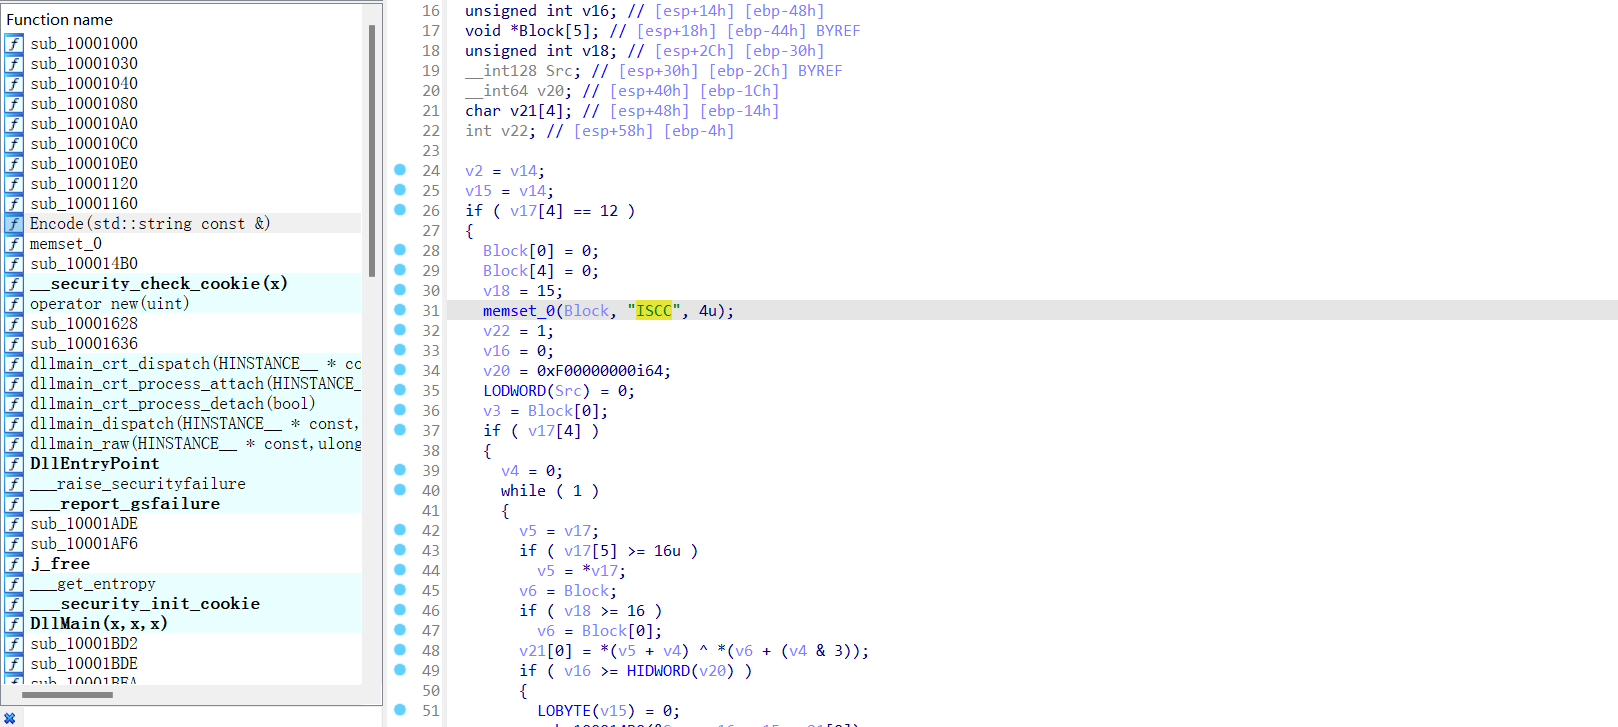 Function name
sub_10001000
sub_10001030
sub_10001040
sub_10001080
sub_100010A0
sub_100010C0
sub_100010E0
sub_10001120
sub_10001160
Encode(std::string const &)
memset_0
sub_100014B0
__security_check_cookie(x)
operator new(uint)
sub_10001628
sub_10001636
dllmain_crt_dispatch(HINSTANCE__ * co
dllmain_crt_process_attach(HINSTANCE_
dllmain_crt_process_detach(bool)
dllmain_dispatch(HINSTANCE__ * const,
dllmain_raw(HINSTANCE__ * const,ulong
DllEntryPoint
___raise_securityfailure
___report_gsfailure
sub_10001ADE
sub_10001AF6
j_free
___get_entropy
___security_init_cookie
DllMain(x,x,x)
sub_10001BD2
sub_10001BDE
sub_10001BEA
16 unsigned int v16; // [esp+14h] [ebp-48h]
17 void *Block[5]; // [esp+18h] [ebp-44h] BYREF
18 unsigned int v18; // [esp+2Ch] [ebp-30h]
19 __int128 Src; // [esp+30h] [ebp-2Ch] BYREF
20 __int64 v20; // [esp+40h] [ebp-1Ch]
21 char v21[4]; // [esp+48h] [ebp-14h]
22 int v22; // [esp+58h] [ebp-4h]
23
24 v2 = v14;
25 v15 = v14;
26 if ( v17[4] == 12 )
27 {
28 Block[0] = 0;
29 Block[4] = 0;
30 v18 = 15;
31 memset_0(Block, "ISCC", 4u);
32 v22 = 1;
33 v16 = 0;
34 v20 = 0xF00000000i64;
35 LODWORD(Src) = 0;
36 v3 = Block[0];
37 if ( v17[4] )
38 {
39 v4 = 0;
40 while ( 1 )
41 {
42 v5 = v17;
43 if ( v17[5] >= 16u )
44 v5 = *v17;
45 v6 = Block;
46 if ( v18 >= 16 )
47 v6 = Block[0];
48 v21[0] = *(v5 + v4) ^ *(v6 + (v4 & 3));
49 if ( v16 >= HIDWORD(v20) )
50 {
51 LOBYTE(v15) = 0;